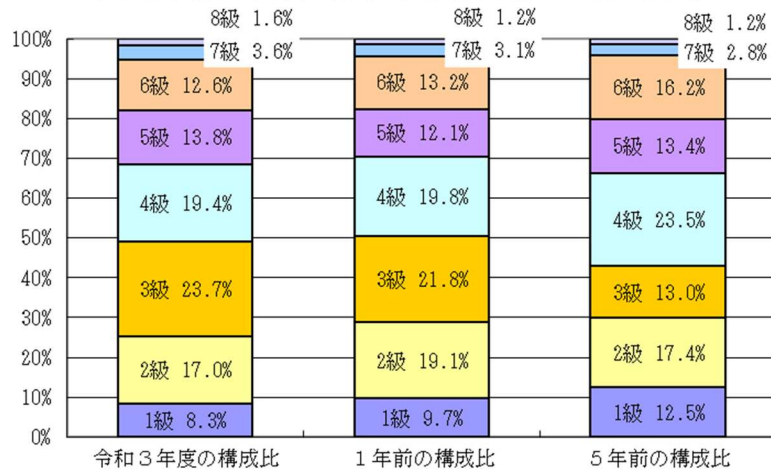 8級 1.6%
8級 1.2%
8級 1.2%
100%
7級 3.6%
7級 3.1%
7級 2.8%
90%
6級 12.6%
6級 13.2%
6級 16.2%
80%
5級 13.8%
5級 12.1%
5級 13.4%
70%
60%
4級 19.4%
4級 19.8%
4級 23.5%
50%
40%
3級 23.7%
3級 21.8%
3級 13.0%
30%
20%
2級 17.0%
2級 19.1%
2級 17.4%
10%
1級 8.3%
1級 9.7%
1級 12.5%
0%
令和３年度の構成比
１年前の構成比
５年前の構成比